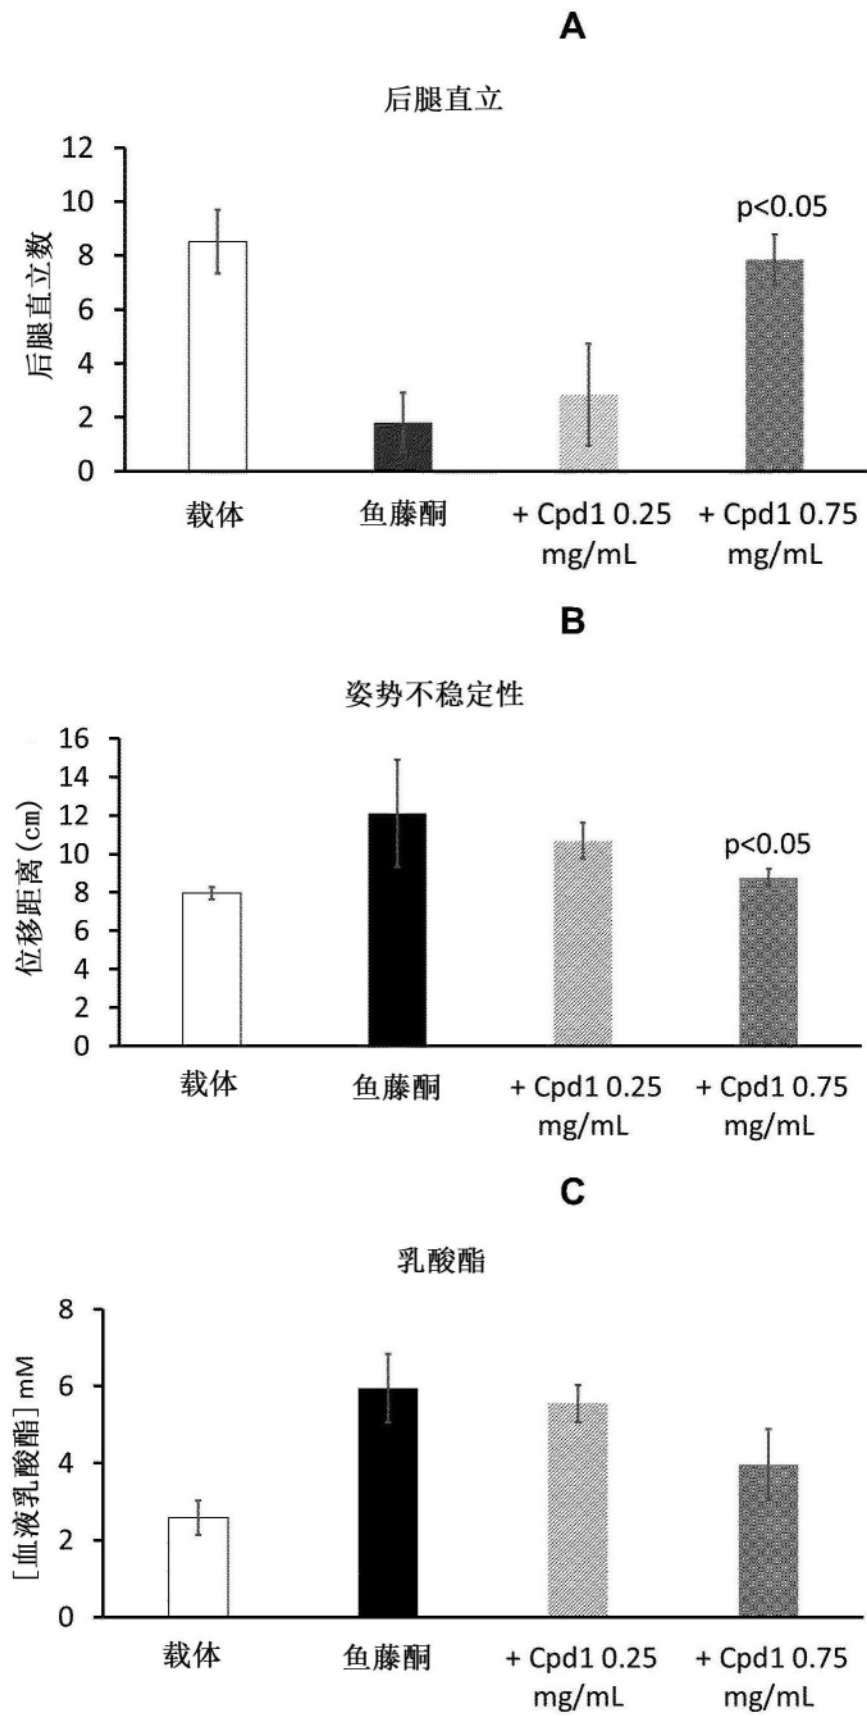 A
后腿直立
12
10
8
6
4
2
0
后腿直立数
p<0.05
载体
鱼藤酮
+ Cpd1 0.25
mg/mL
+ Cpd1 0.75
mg/mL
B
姿势不稳定性
16
14
12
10
8
6
4
2
0
位移距离(cm)
p<0.05
载体
鱼藤酮
+ Cpd1 0.25
mg/mL
+ Cpd1 0.75
mg/mL
C
乳酸酯
8
6
4
2
0
[血液乳酸酯] mM
载体
鱼藤酮
+ Cpd1 0.25
mg/mL
+ Cpd1 0.75
mg/mL